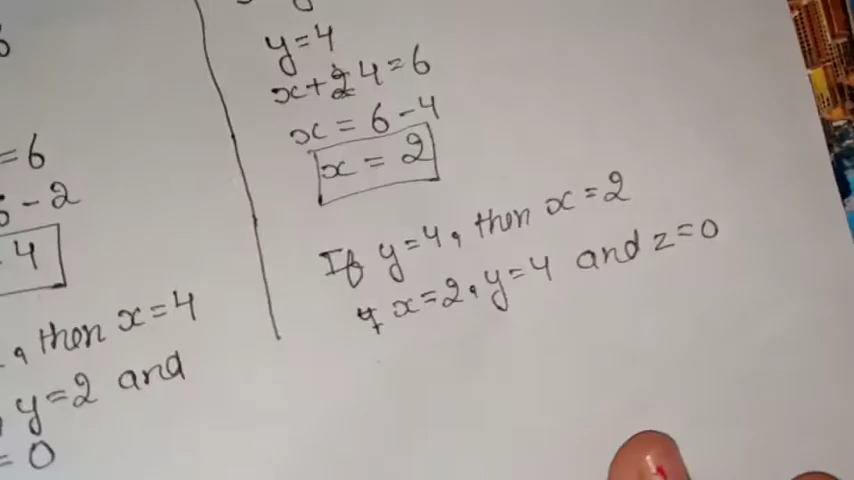 = 6
- 2
4
, then x = 4
y = 2 and
= 0
y = 4
x + 4 = 6
x = 6 - 4
x = 2
If y = 4, then x = 2
x = 2, y = 4 and z = 0